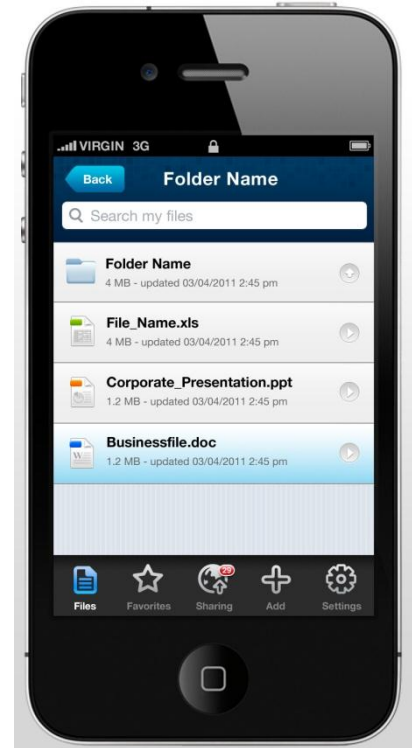 VIRGIN 3G
Back
Folder Name
Search my files
Folder Name
4 MB - updated 03/04/2011 2:45 pm
File_Name.xls
4 MB - updated 03/04/2011 2:45 pm
Corporate_Presentation.ppt
1.2 MB - updated 03/04/2011 2:45 pm
Businessfile.doc
W
1.2 MB - updated 03/04/2011 2:45 pm
29
Files Favorites Sharing Add Settings